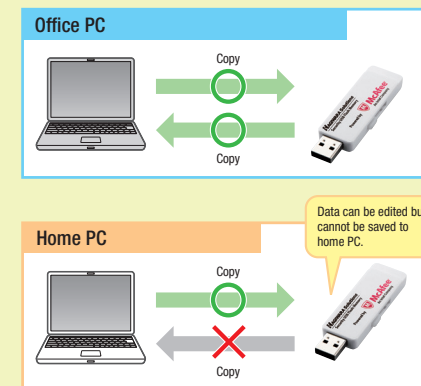 Office PC
Copy
McAfee
Copy
Home PC
Data can be edited bu
cannot be saved to
home PC.
Copy
McAfee
Copy